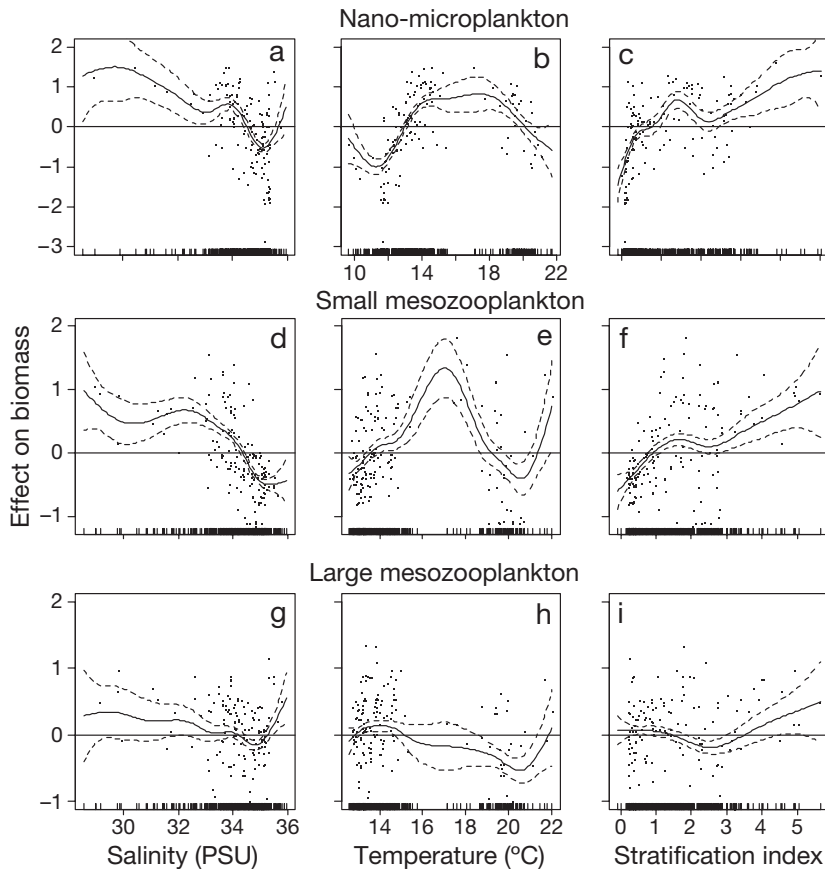 Nano-microplankton
a
b
c
2
1
0
−1
−2
−3
10 12 14 18 22
Small mesozooplankton
d
e
f
2
1
0
−1
Effect on biomass
Large mesozooplankton
g
h
i
2
1
0
−1
30 32 34 36
14 16 18 20 22
0 1 2 3 4 5
Salinity (PSU)
Temperature (ºC)
Stratification index